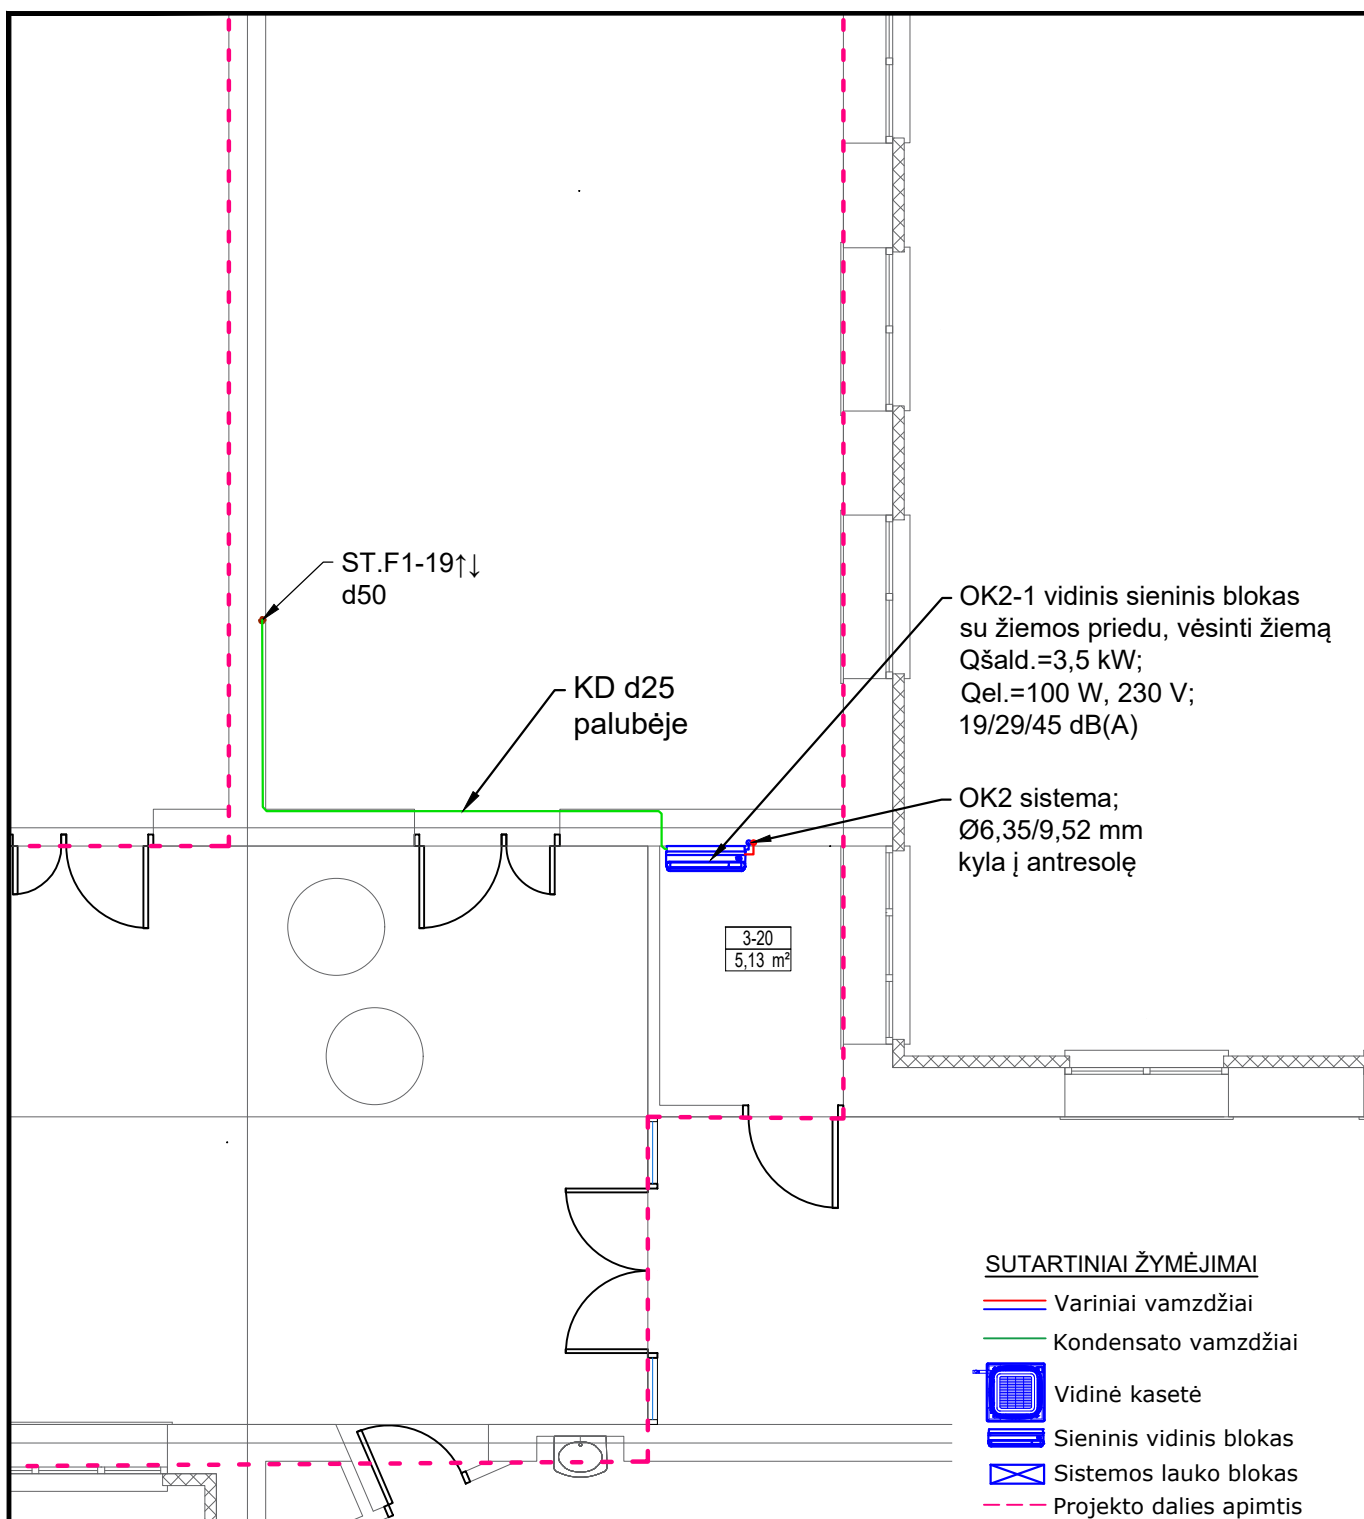 ST.F1-19↑↓
d50
KD d25
palubėje
OK2-1 vidinis sieninis blokas
su žiemos priedu, vėsinti žiemą
Qšald.=3,5 kW;
Qel.=100 W, 230 V;
19/29/45 dB(A)
OK2 sistema;
Ø6,35/9,52 mm
kyla į antresolę
3-20
5,13 m²
SUTARTINIAI ŽYMĖJIMAI
Variniai vamzdžiai
Kondensato vamzdžiai
Vidinė kasetė
Sieninis vidinis blokas
Sistemos lauko blokas
Projekto dalies apimtis